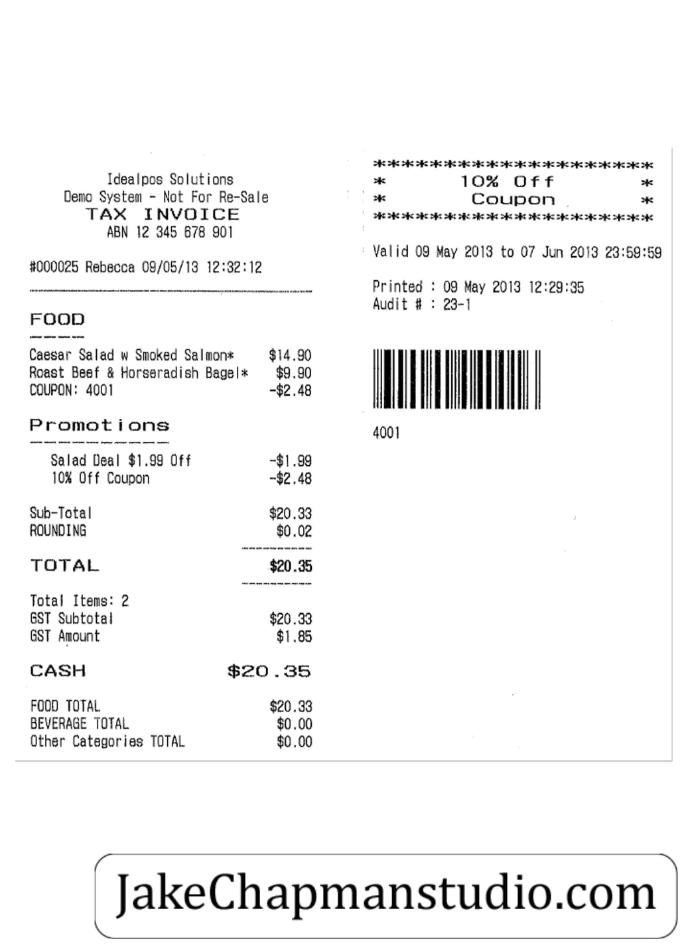 Idealpos Solutions
Demo System - Not For Re-Sale
TAX INVOICE
ABN 12 345 678 901
#000025 Rebecca 09/05/13 12:32:12
FOOD
Caesar Salad w Smoked Salmon* $14.90
Roast Beef & Horseradish Bagel* $9.90
COUPON: 4001 -$2.48
Promotions
Salad Deal $1.99 Off -$1.99
10% Off Coupon -$2.48
Sub-Total $20.33
ROUNDING $0.02
TOTAL $20.35
Total Items: 2
GST Subtotal $20.33
GST Amount $1.85
CASH $20.35
FOOD TOTAL $20.33
BEVERAGE TOTAL $0.00
Other Categories TOTAL $0.00
********************
* 10% Off *
* Coupon *
********************
Valid 09 May 2013 to 07 Jun 2013 23:59:59
Printed : 09 May 2013 12:29:35
Audit # : 23-1
4001
JakeChapmanstudio.com